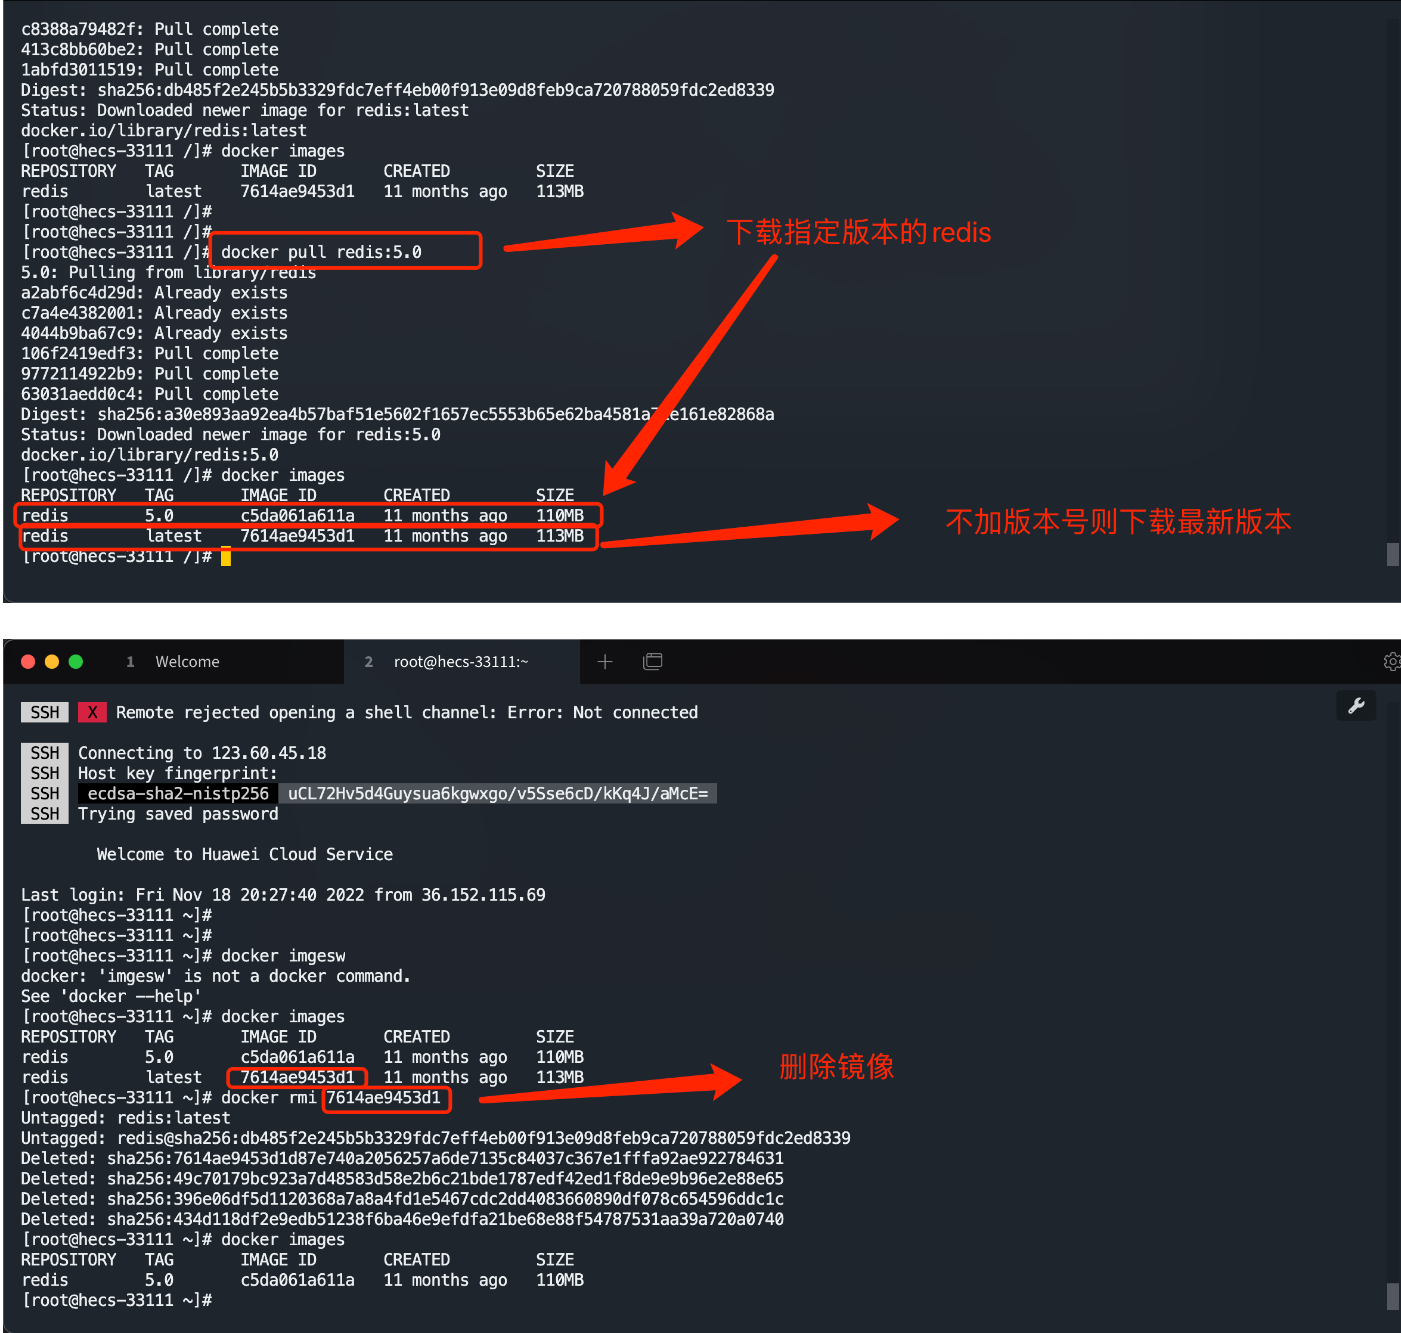 c8388a79482f: Pull complete
413c8bb60be2: Pull complete
1abfd3011519: Pull complete
Digest: sha256:db485f2e245b5b3329fdc7eff4eb00f913e09d8feb9ca720788059fdc2ed8339
Status: Downloaded newer image for redis:latest
docker.io/library/redis:latest
[root@hecs-33111 /]# docker images
REPOSITORY   TAG       IMAGE ID       CREATED         SIZE
redis        latest    7614ae9453d1   11 months ago   113MB
[root@hecs-33111 /]#
[root@hecs-33111 /]#
下载指定版本的redis
[root@hecs-33111 /]# docker pull redis:5.0
5.0: Pulling from library/redis
a2abf6c4d29d: Already exists
c7a4e4382001: Already exists
4044b9ba67c9: Already exists
106f2419edf3: Pull complete
9772114922b9: Pull complete
63031aedd0c4: Pull complete
Digest: sha256:a30e893aa92ea4b57baf51e5602f1657ec5553b65e62ba4581a71e161e82868a
Status: Downloaded newer image for redis:5.0
docker.io/library/redis:5.0
[root@hecs-33111 /]# docker images
REPOSITORY   TAG       IMAGE ID       CREATED         SIZE
redis        5.0       c5da061a611a   11 months ago   110MB
redis        latest    7614ae9453d1   11 months ago   113MB
不加版本号则下载最新版本
[root@hecs-33111 /]#
1 Welcome 2 root@hecs-33111:~
SSH X Remote rejected opening a shell channel: Error: Not connected
SSH Connecting to 123.60.45.18
SSH Host key fingerprint:
SSH ecdsa-sha2-nistp256 uCL72Hv5d4Guysua6kgwxgo/v5Sse6cD/kKq4J/aMcE=
SSH Trying saved password
Welcome to Huawei Cloud Service
Last login: Fri Nov 18 20:27:40 2022 from 36.152.115.69
[root@hecs-33111 ~]#
[root@hecs-33111 ~]#
[root@hecs-33111 ~]# docker imgesw
docker: 'imgesw' is not a docker command.
See 'docker --help'
[root@hecs-33111 ~]# docker images
REPOSITORY   TAG       IMAGE ID       CREATED         SIZE
redis        5.0       c5da061a611a   11 months ago   110MB
redis        latest    7614ae9453d1   11 months ago   113MB
删除镜像
[root@hecs-33111 ~]# docker rmi 7614ae9453d1
Untagged: redis:latest
Untagged: redis@sha256:db485f2e245b5b3329fdc7eff4eb00f913e09d8feb9ca720788059fdc2ed8339
Deleted: sha256:7614ae9453d1d87e740a2056257a6de7135c84037c367e1fffa92ae922784631
Deleted: sha256:49c70179bc923a7d48583d58e2b6c21bde1787edf42ed1f8de9e9b96e2e88e65
Deleted: sha256:396e06df5d1120368a7a8a4fd1e5467cdc2dd4083660890df078c654596ddc1c
Deleted: sha256:434d118df2e9edb51238f6ba46e9efdfa21be68e88f54787531aa39a720a0740
[root@hecs-33111 ~]# docker images
REPOSITORY   TAG       IMAGE ID       CREATED         SIZE
redis        5.0       c5da061a611a   11 months ago   110MB
[root@hecs-33111 ~]#